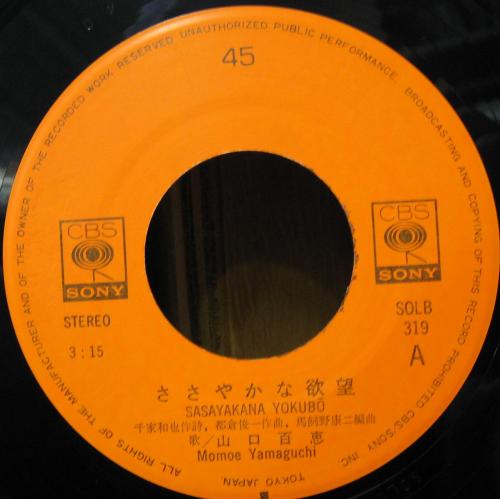 ALL RIGHTS OF THE MANUFACTURER AND OF THE OWNER OF THE RECORDED WORK RESERVED UNAUTHORIZED PUBLIC PERFORMANCE, BROADCASTING AND COPYING OF THIS RECORD PROHIBITED CBS/SONY INC. TOKYO JAPAN
45
CBS
SONY
CBS
SONY
STEREO
SOLB
319
3:15
A
ささやかな欲望
SASAYAKANA YOKUBŌ
千家和也作詩, 都倉俊一作曲, 馬飼野康二編曲
歌/山口百恵
Momoe Yamaguchi